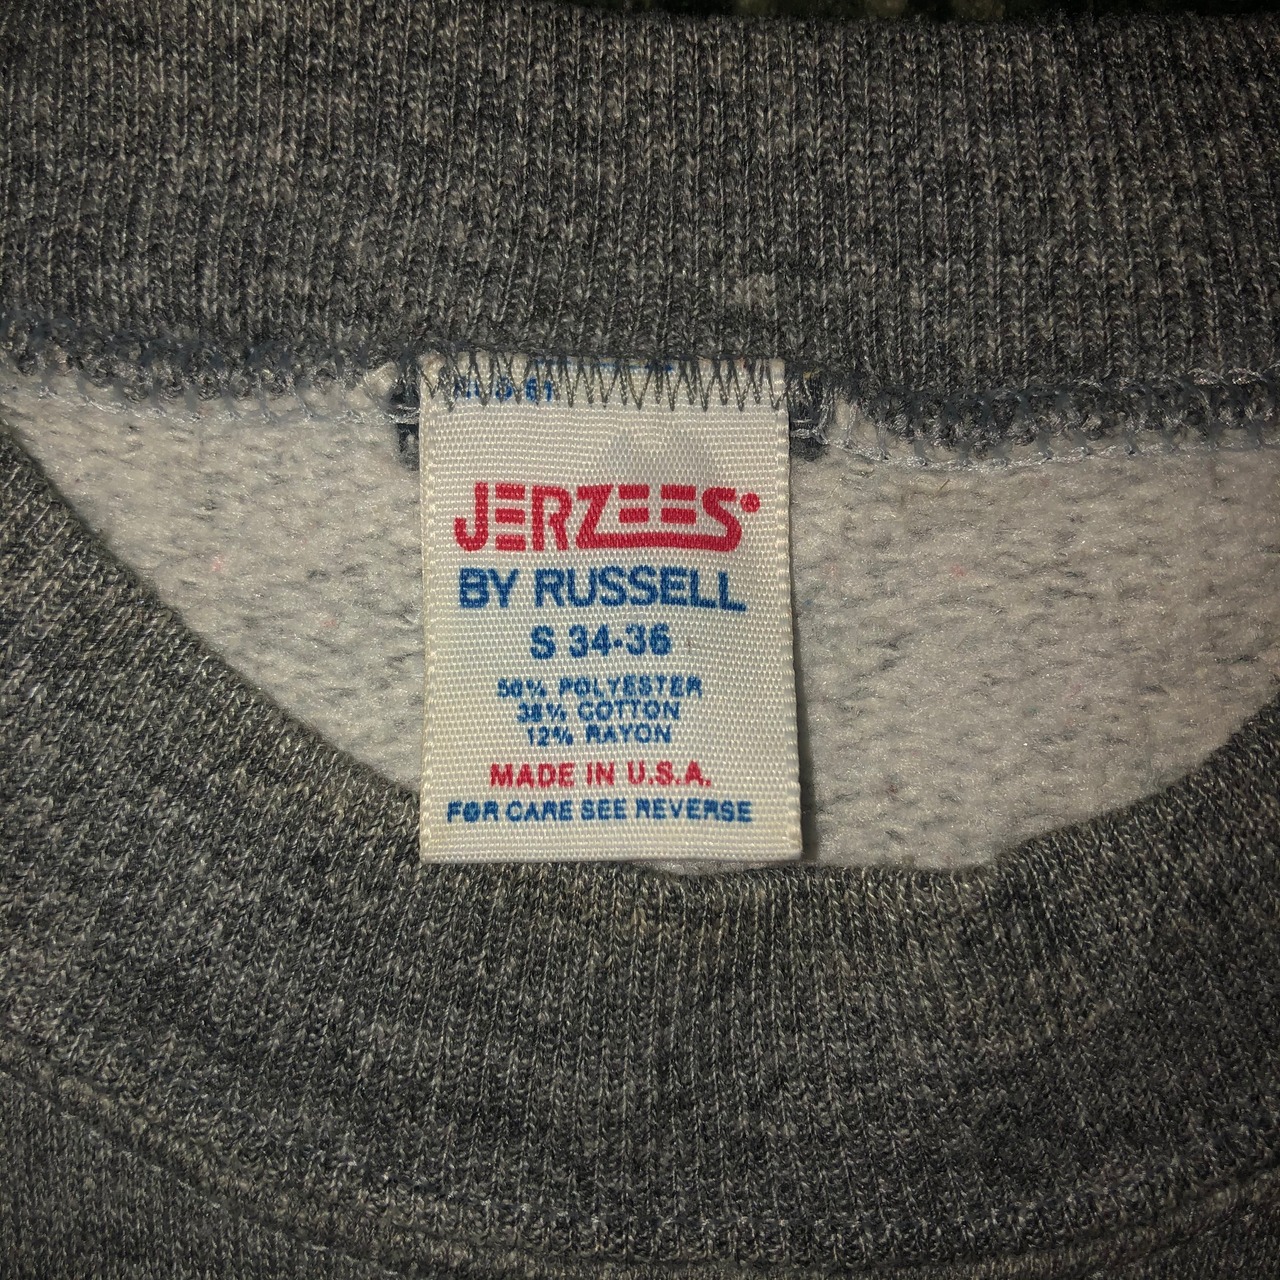 JERZEES
BY RUSSELL
S 34-36
50% POLYESTER
38% COTTON
12% RAYON
MADE IN U.S.A.
FOR CARE SEE REVERSE